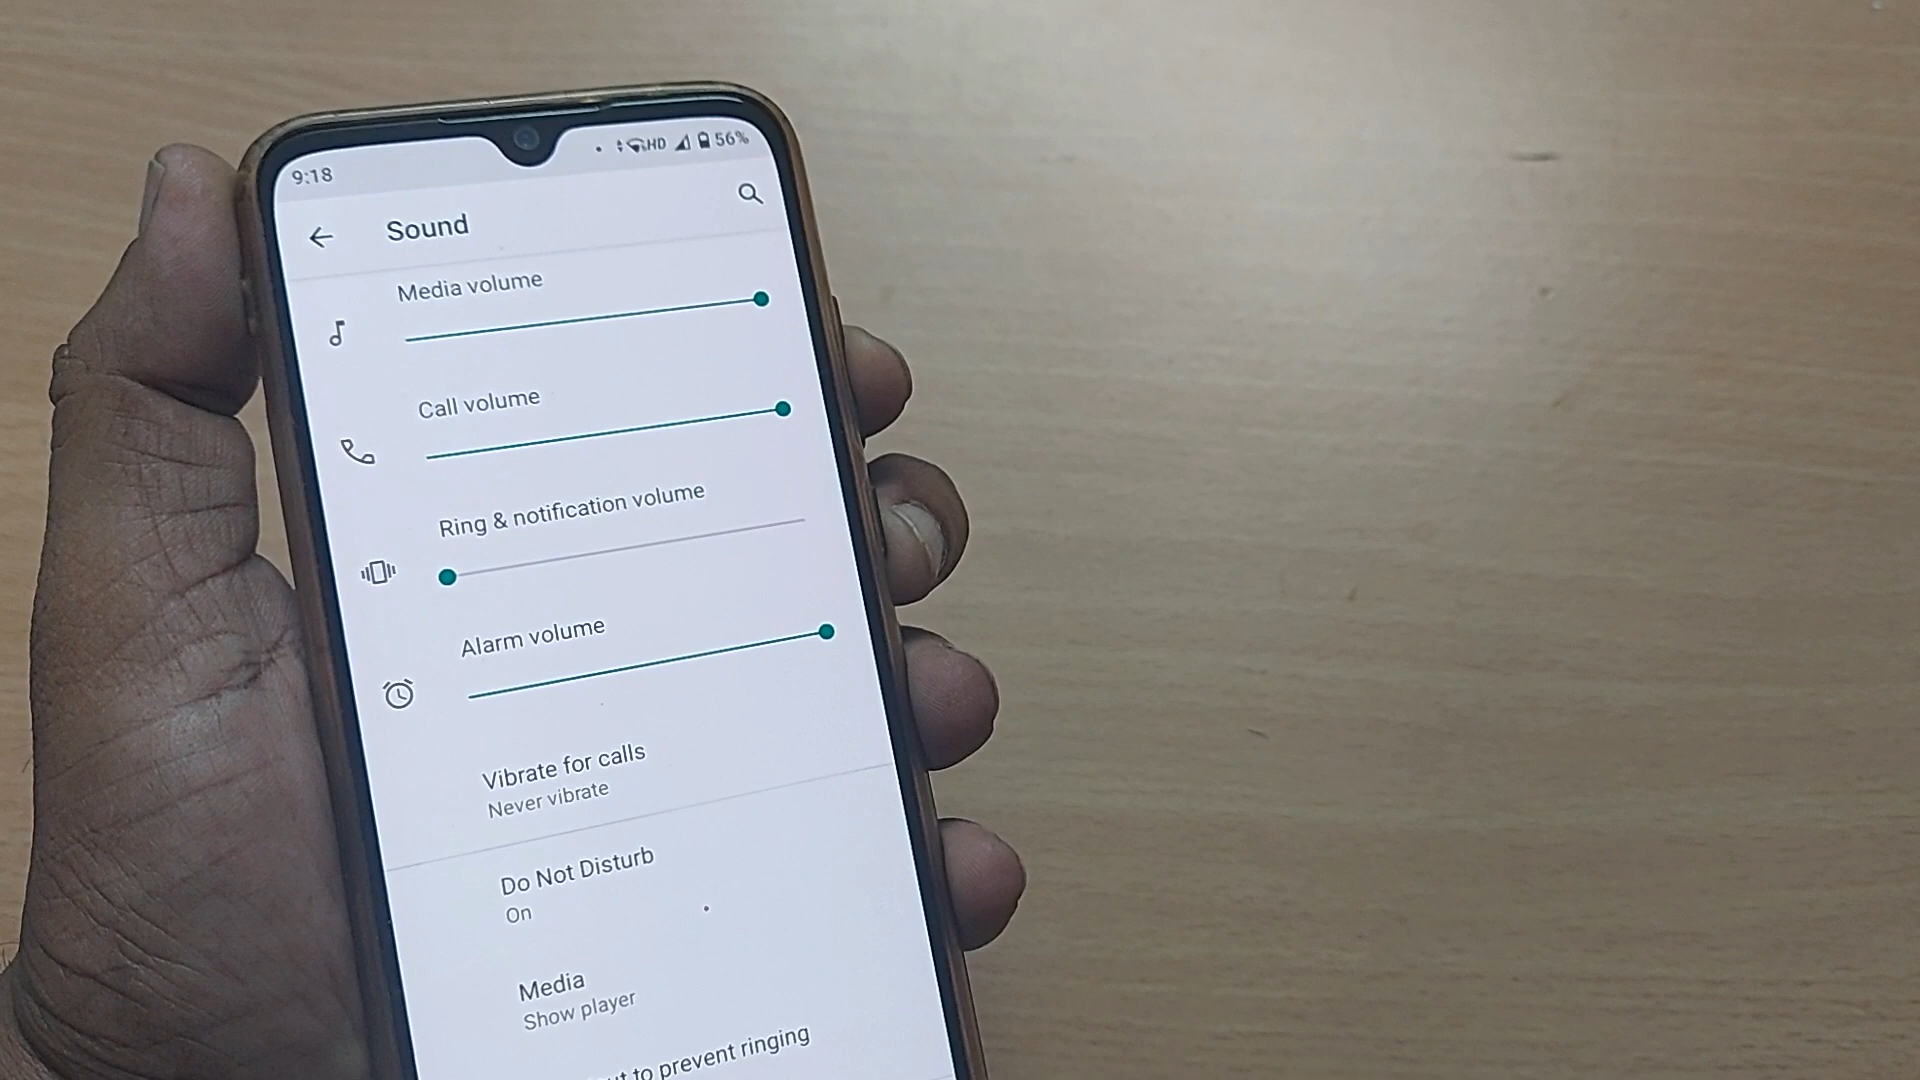 9:18 HD 56%
Sound
Media volume
Call volume
Ring & notification volume
Alarm volume
Vibrate for calls
Never vibrate
Do Not Disturb
On
Media
Show player
to prevent ringing